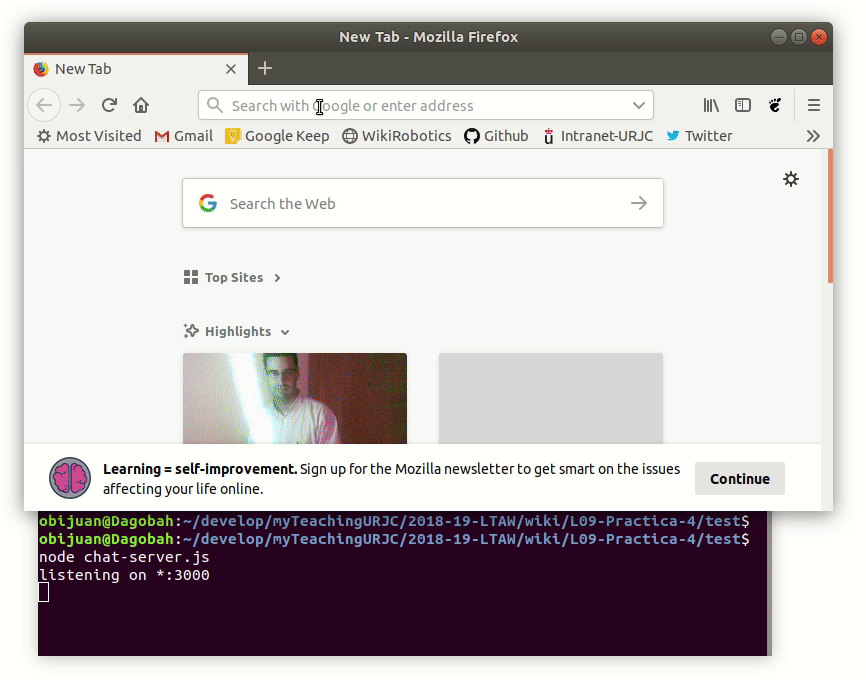 New Tab - Mozilla Firefox
New Tab
Search with Google or enter address
Most Visited Gmail Google Keep WikiRobotics Github Intranet-URJC Twitter
Search the Web
Top Sites
Highlights
Learning = self-improvement. Sign up for the Mozilla newsletter to get smart on the issues
affecting your life online.
Continue
obijuan@Dagobah:~/develop/myTeachingURJC/2018-19-LTAW/wiki/L09-Practica-4/test$
obijuan@Dagobah:~/develop/myTeachingURJC/2018-19-LTAW/wiki/L09-Practica-4/test$
node chat-server.js
listening on *:3000